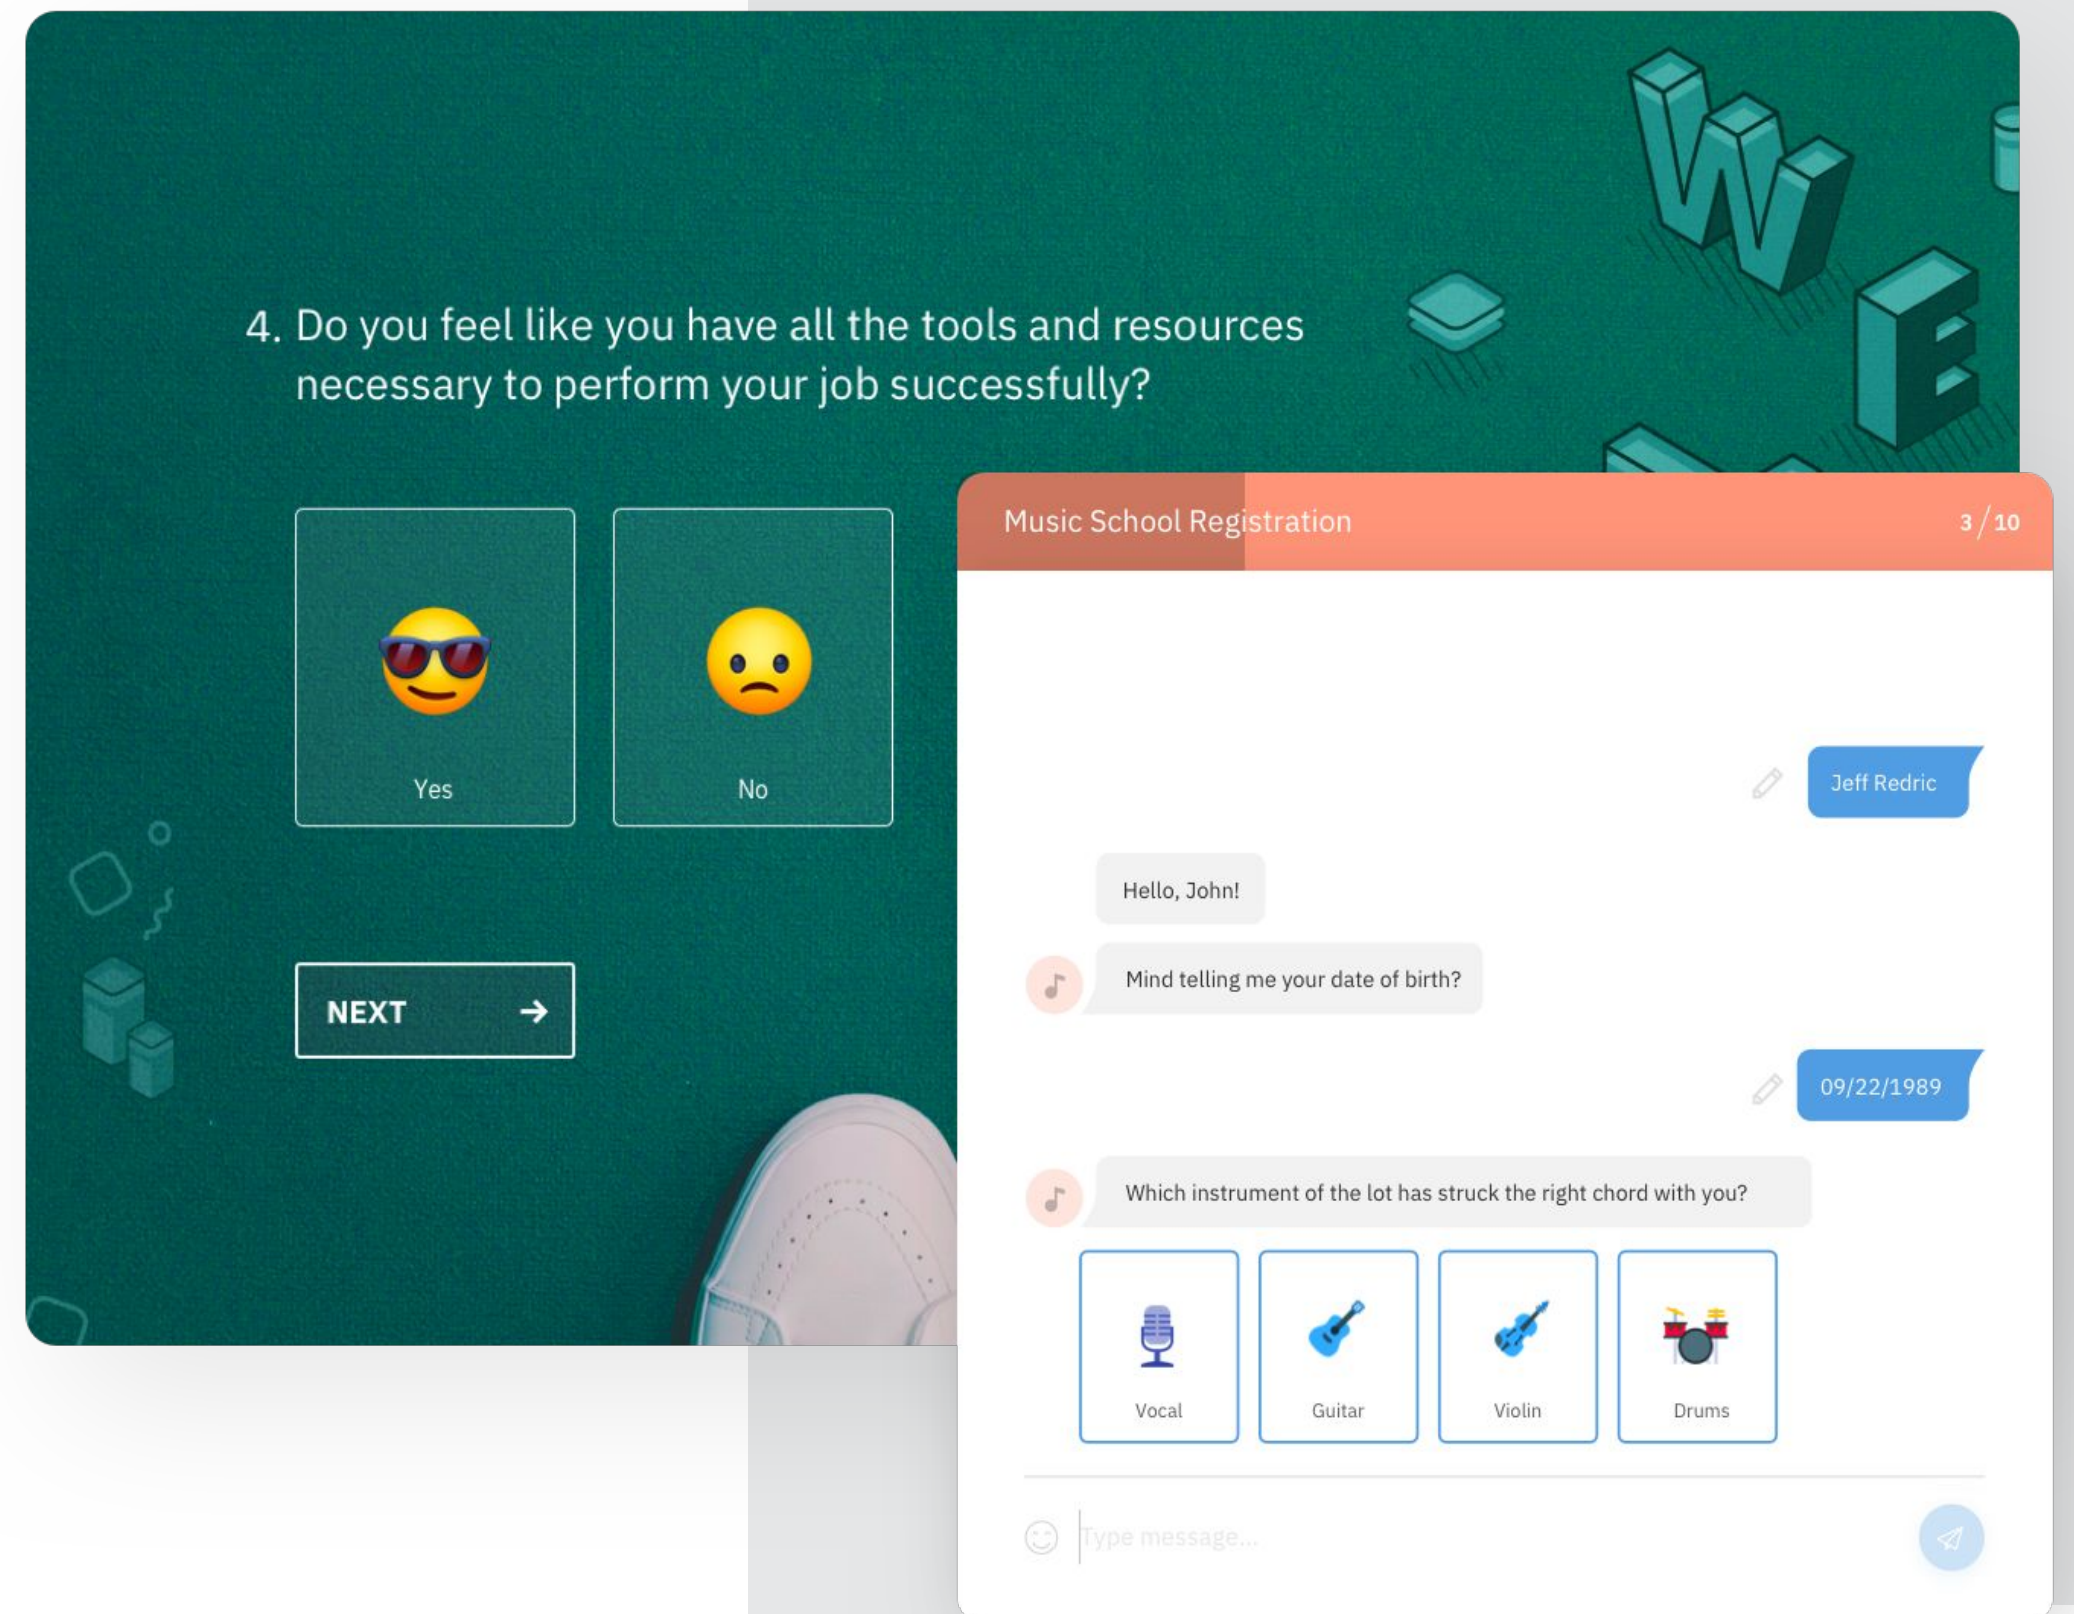 W
E
4. Do you feel like you have all the tools and resources
necessary to perform your job successfully?
Yes
No
NEXT
Music School Registration
3/10
Jeff Redric
Hello, John!
Mind telling me your date of birth?
09/22/1989
Which instrument of the lot has struck the right chord with you?
Vocal
Guitar
Violin
Drums
Type message...